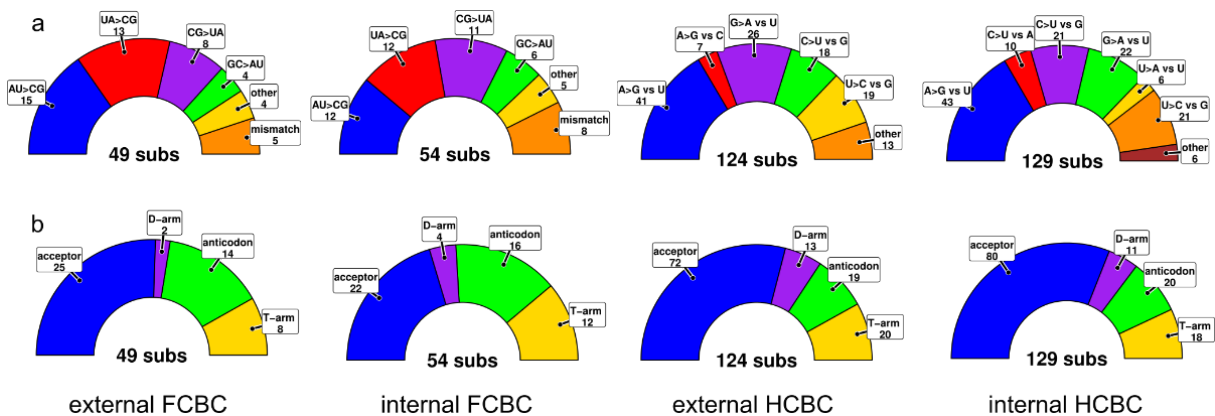 a
UA>CG
13
CG>UA
8
GC>AU
4
other
4
mismatch
5
AU>CG
15
49 subs
UA>CG
12
CG>UA
11
GC>AU
6
other
5
mismatch
8
AU>CG
12
54 subs
A>G vs C
7
G>A vs U
26
C>U vs G
18
U>C vs G
19
other
13
A>G vs U
41
124 subs
C>U vs A
10
C>U vs G
21
G>A vs U
22
U>A vs U
6
U>C vs G
21
other
6
A>G vs U
43
129 subs
b
acceptor
25
D-arm
2
anticodon
14
T-arm
8
49 subs
acceptor
22
D-arm
4
anticodon
16
T-arm
12
54 subs
acceptor
72
D-arm
13
anticodon
19
T-arm
20
124 subs
acceptor
80
D-arm
11
anticodon
20
T-arm
18
129 subs
external FCBC
internal FCBC
external HCBC
internal HCBC